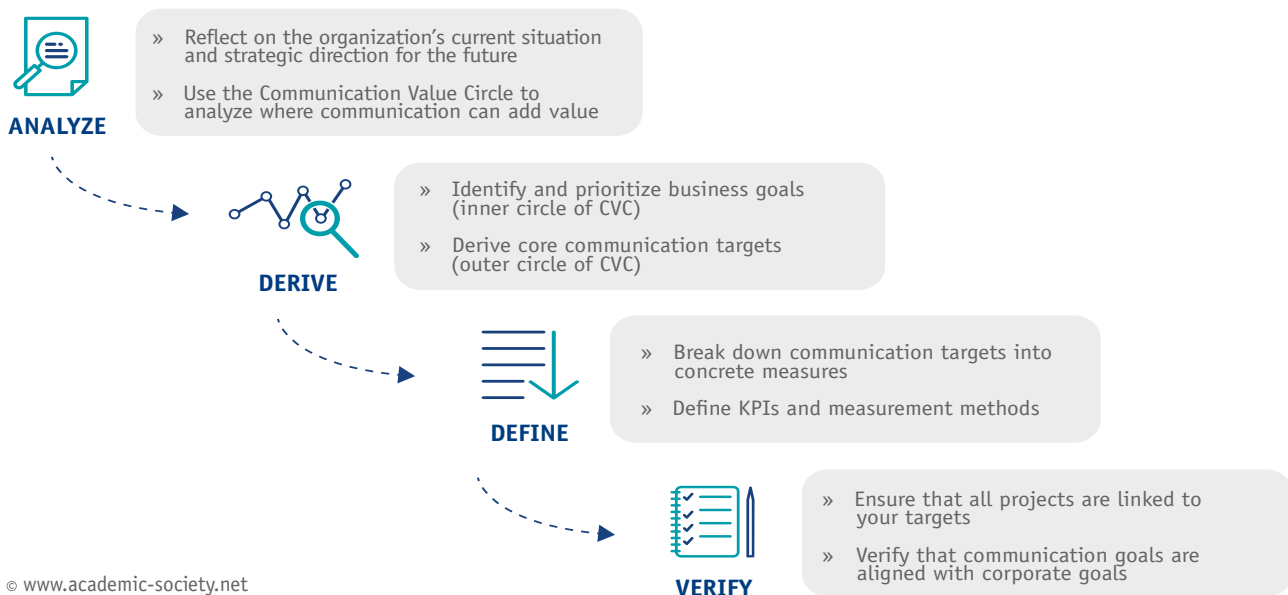 » Reflect on the organization’s current situation
and strategic direction for the future
» Use the Communication Value Circle to
analyze where communication can add value
ANALYZE
» Identify and prioritize business goals
(inner circle of CVC)
» Derive core communication targets
(outer circle of CVC)
DERIVE
» Break down communication targets into
concrete measures
» Define KPIs and measurement methods
DEFINE
» Ensure that all projects are linked to
your targets
» Verify that communication goals are
aligned with corporate goals
VERIFY
© www.academic-society.net